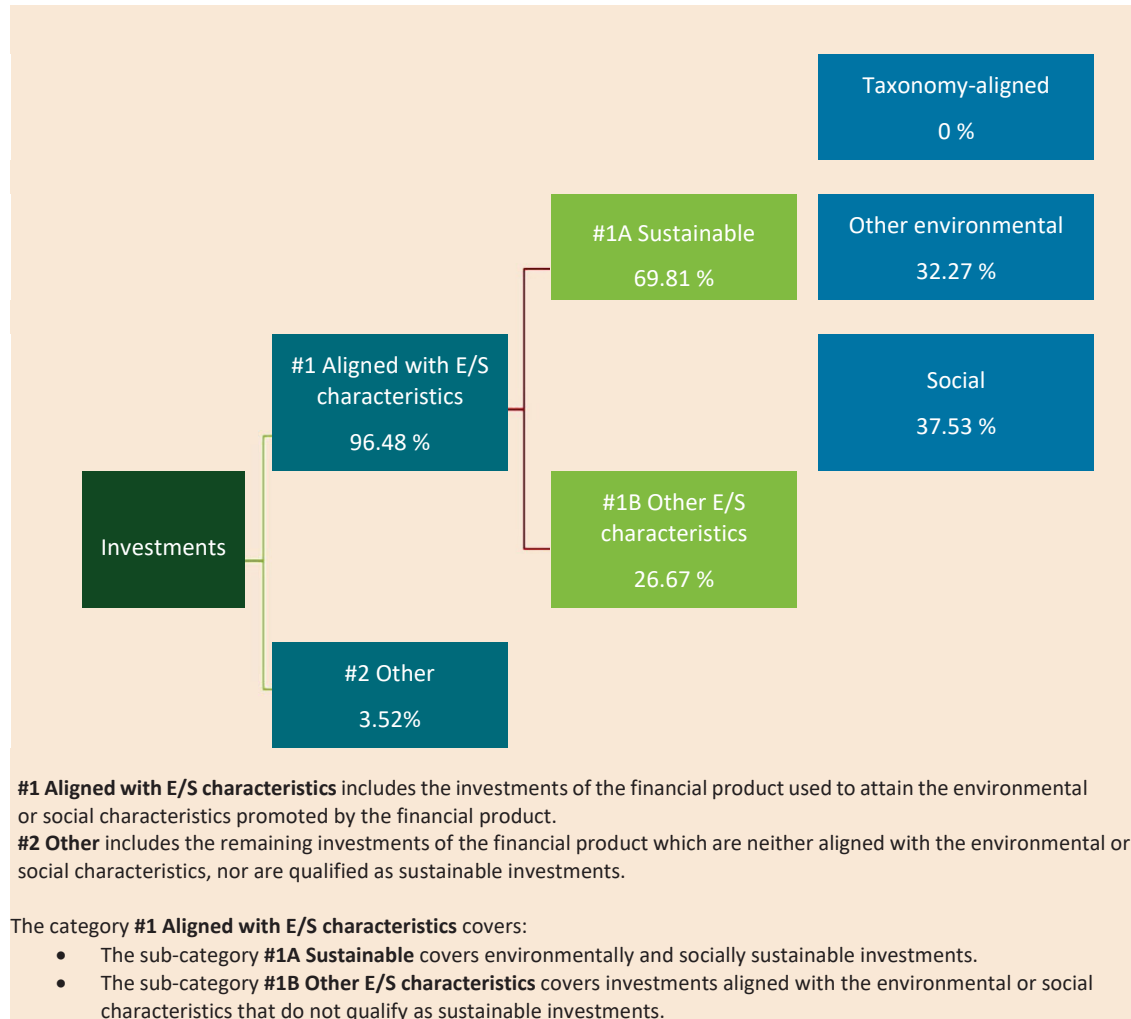 Taxonomy-aligned
0 %
#1A Sustainable
69.81 %
Other environmental
32.27 %
#1 Aligned with E/S
characteristics
96.48 %
Social
37.53 %
Investments
#1B Other E/S
characteristics
26.67 %
#2 Other
3.52%
#1 Aligned with E/S characteristics includes the investments of the financial product used to attain the environmental
or social characteristics promoted by the financial product.
#2 Other includes the remaining investments of the financial product which are neither aligned with the environmental or
social characteristics, nor are qualified as sustainable investments.
The category #1 Aligned with E/S characteristics covers:
• The sub-category #1A Sustainable covers environmentally and socially sustainable investments.
• The sub-category #1B Other E/S characteristics covers investments aligned with the environmental or social
characteristics that do not qualify as sustainable investments.